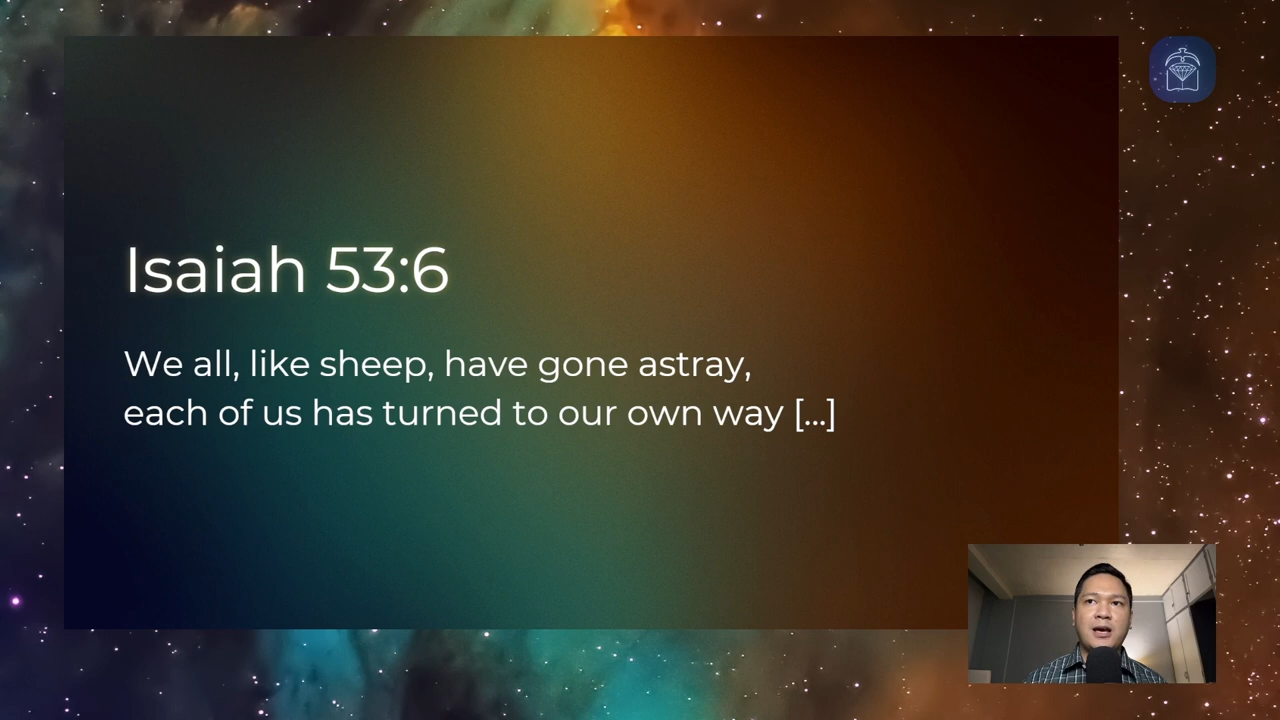 Isaiah 53:6
We all, like sheep, have gone astray,
each of us has turned to our own way [...]